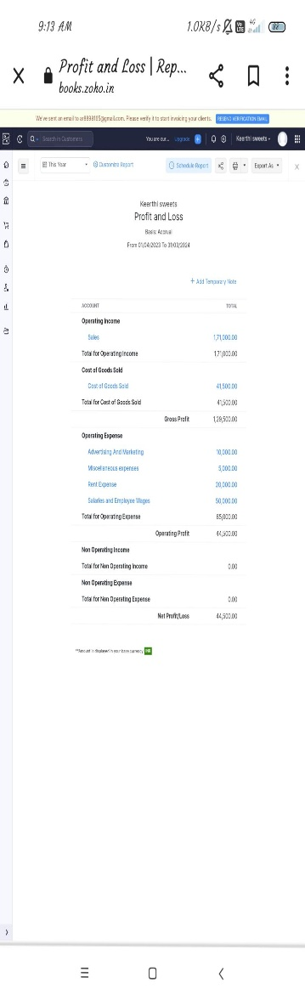 9:13 AM
1.0KB/s
4G
Profit and Loss | Rep...
books.zoho.in
We've sent an email to ar9898165@gmail.com. Please verify it to start invoicing your clients. RESEND VERIFICATION EMAIL
Search in Customers
You are our... Upgrade
Keerthi sweets
This Year
Customize Report
Schedule Report
Export As
X
Keerthi sweets
Profit and Loss
Basis: Accrual
From 01/04/2023 To 31/03/2024
+ Add Temporary Note
ACCOUNT TOTAL
Operating Income
Sales 1,71,000.00
Total for Operating Income 1,71,000.00
Cost of Goods Sold
Cost of Goods Sold 41,500.00
Total for Cost of Goods Sold 41,500.00
Gross Profit 1,29,500.00
Operating Expense
Advertising And Marketing 10,000.00
Miscellaneous expenses 5,000.00
Rent Expense 20,000.00
Salaries and Employee Wages 50,000.00
Total for Operating Expense 85,000.00
Operating Profit 44,500.00
Non Operating Income
Total for Non Operating Income 0.00
Non Operating Expense
Total for Non Operating Expense 0.00
Net Profit/Loss 44,500.00
**Amount is displayed in your base currency INR